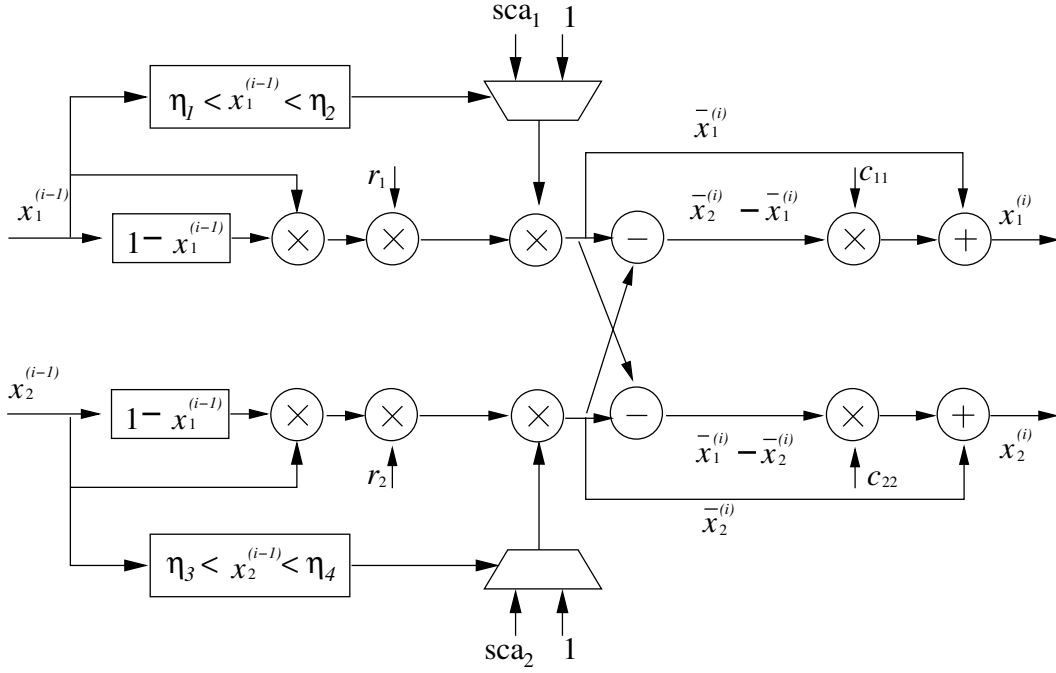 sca₁ 1
η₁ < x₁⁽ⁱ⁻¹⁾ < η₂
x̄₁⁽ⁱ⁾
r₁
c₁₁
x₁⁽ⁱ⁻¹⁾
x̄₂⁽ⁱ⁾ − x̄₁⁽ⁱ⁾
x₁⁽ⁱ⁾
1 − x₁⁽ⁱ⁻¹⁾
×
×
×
−
×
+
x₂⁽ⁱ⁻¹⁾
1 − x₁⁽ⁱ⁻¹⁾
×
×
×
−
×
+
x̄₁⁽ⁱ⁾ − x̄₂⁽ⁱ⁾
x₂⁽ⁱ⁾
r₂
c₂₂
x̄₂⁽ⁱ⁾
η₃ < x₂⁽ⁱ⁻¹⁾ < η₄
sca₂ 1